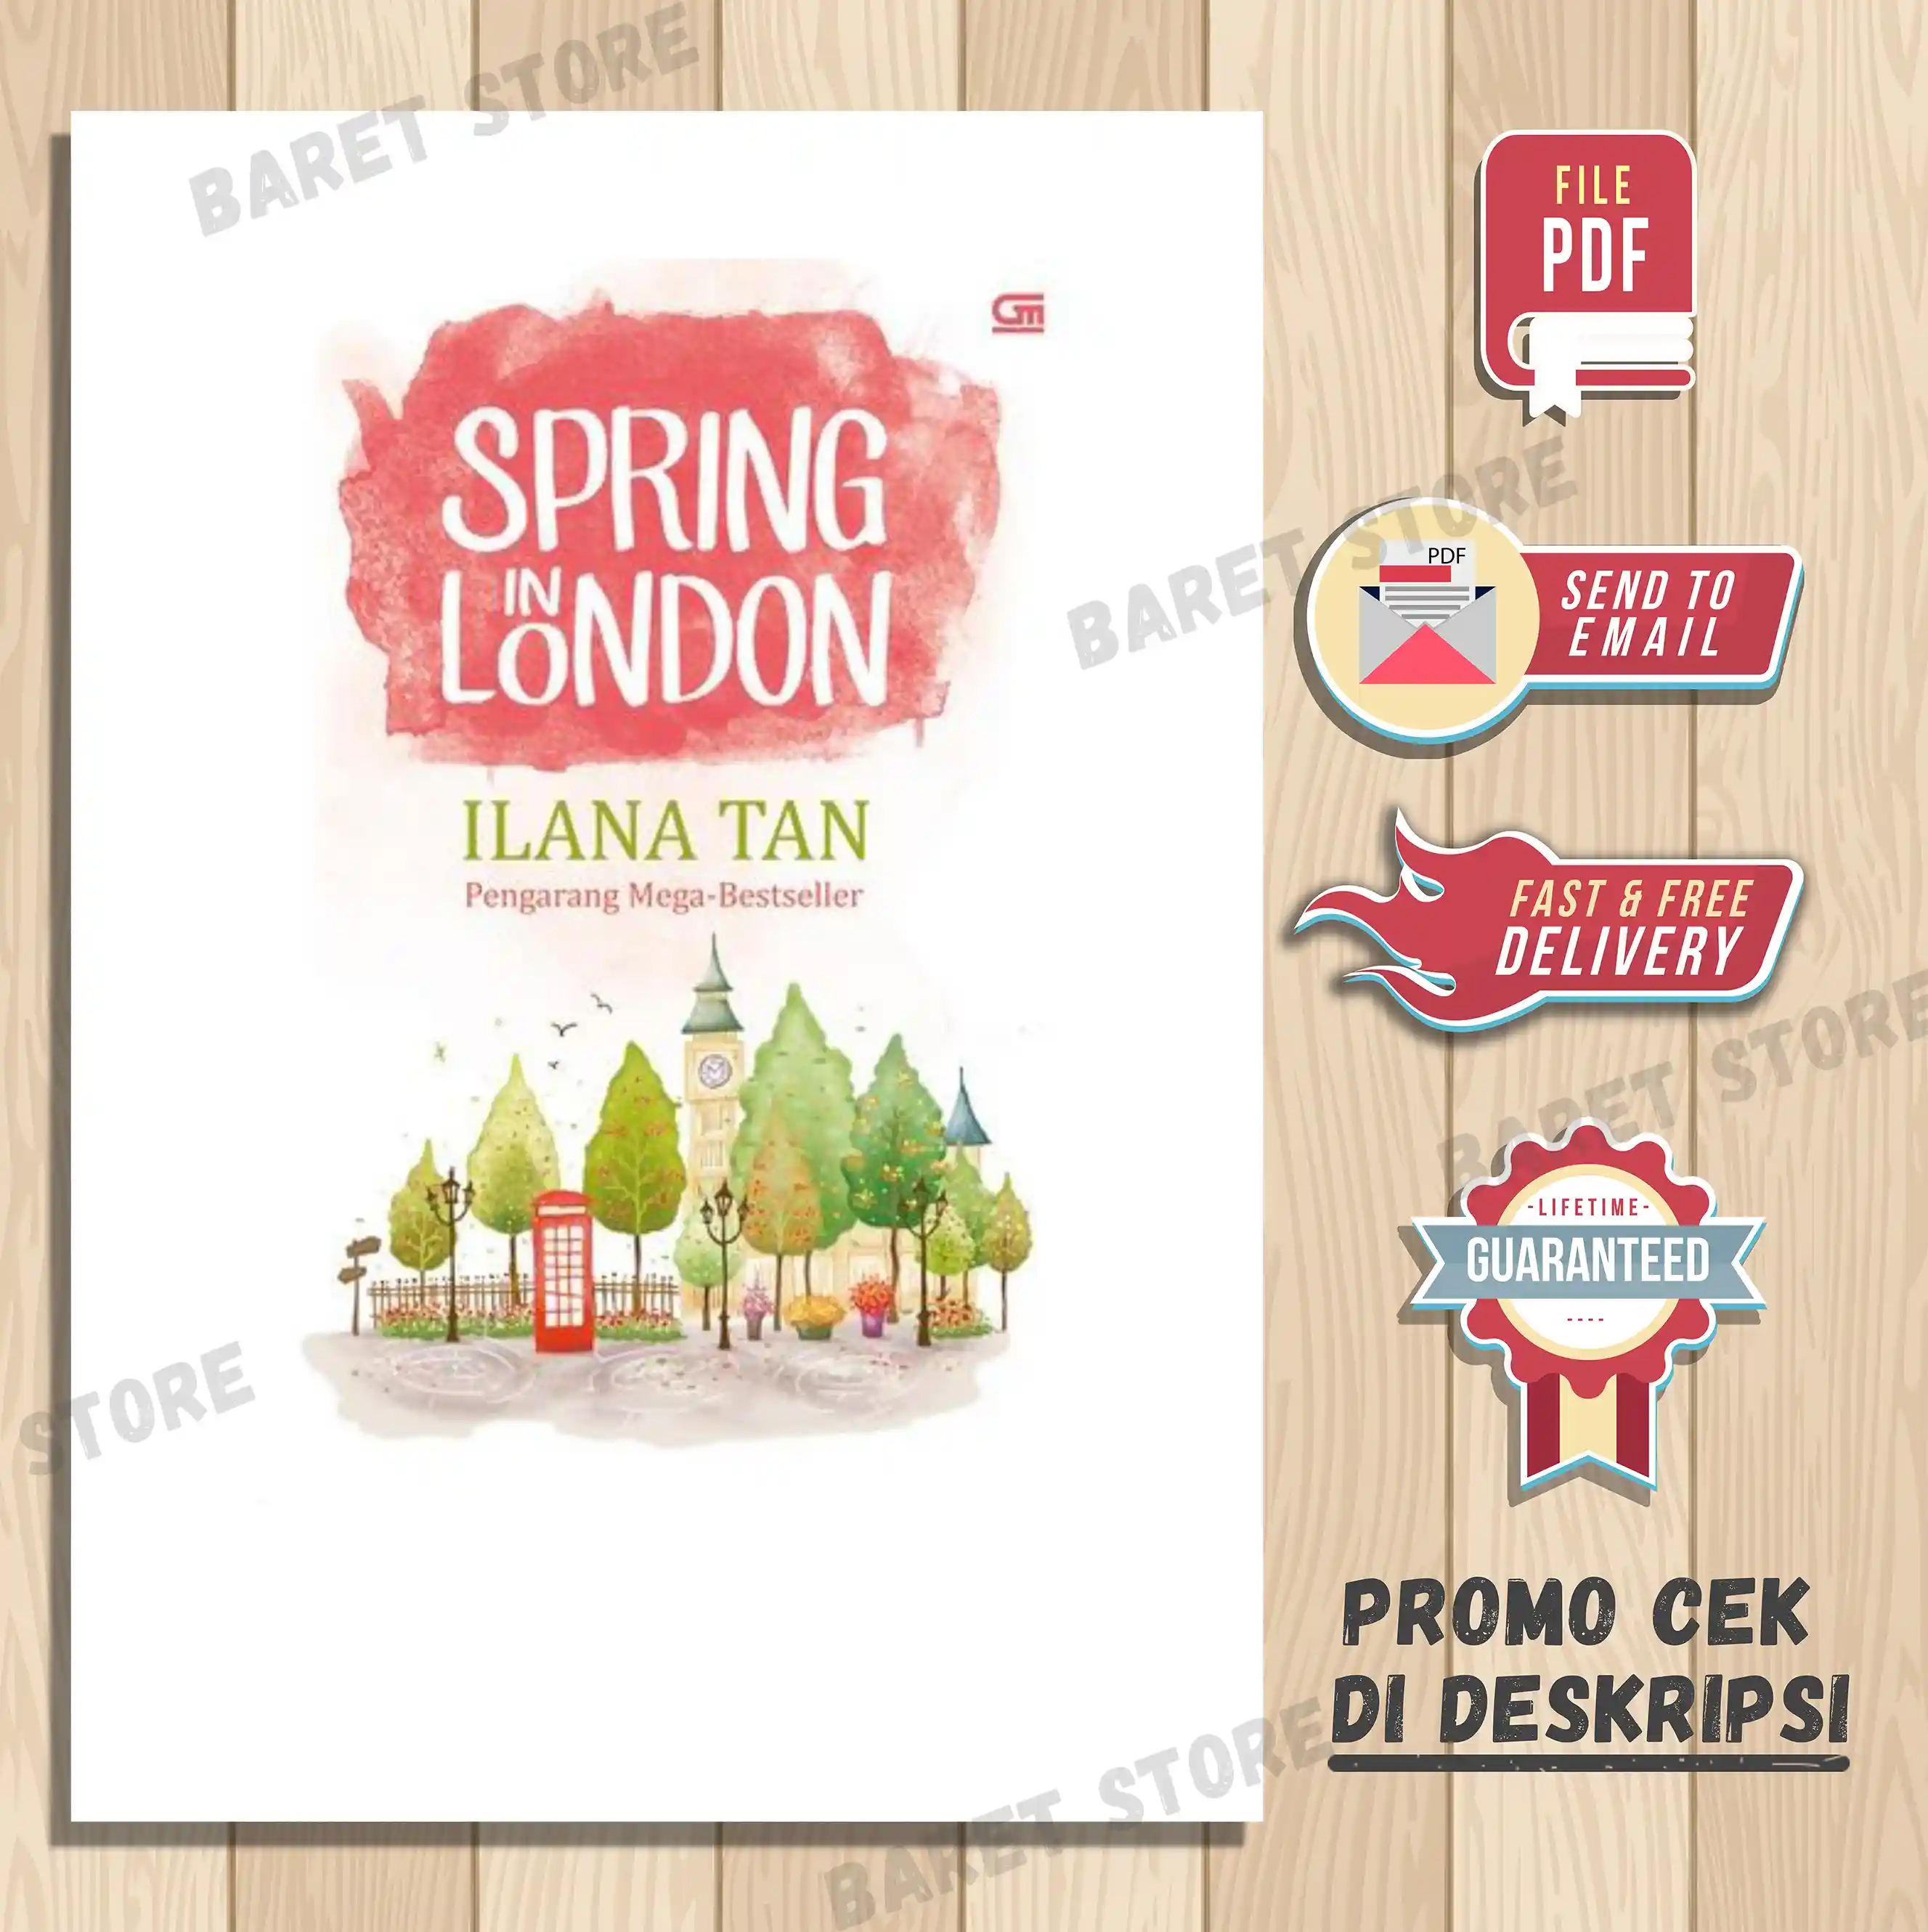 BARET STORE
GM
SPRING
IN
LONDON
ILANA TAN
Pengarang Mega-Bestseller
FILE
PDF
BARET STORE
PDF
SEND TO
EMAIL
FAST & FREE
DELIVERY
BARET STORE
-LIFETIME-
GUARANTEED
----
STORE
PROMO CEK
DI DESKRIPSI
BARET STORE